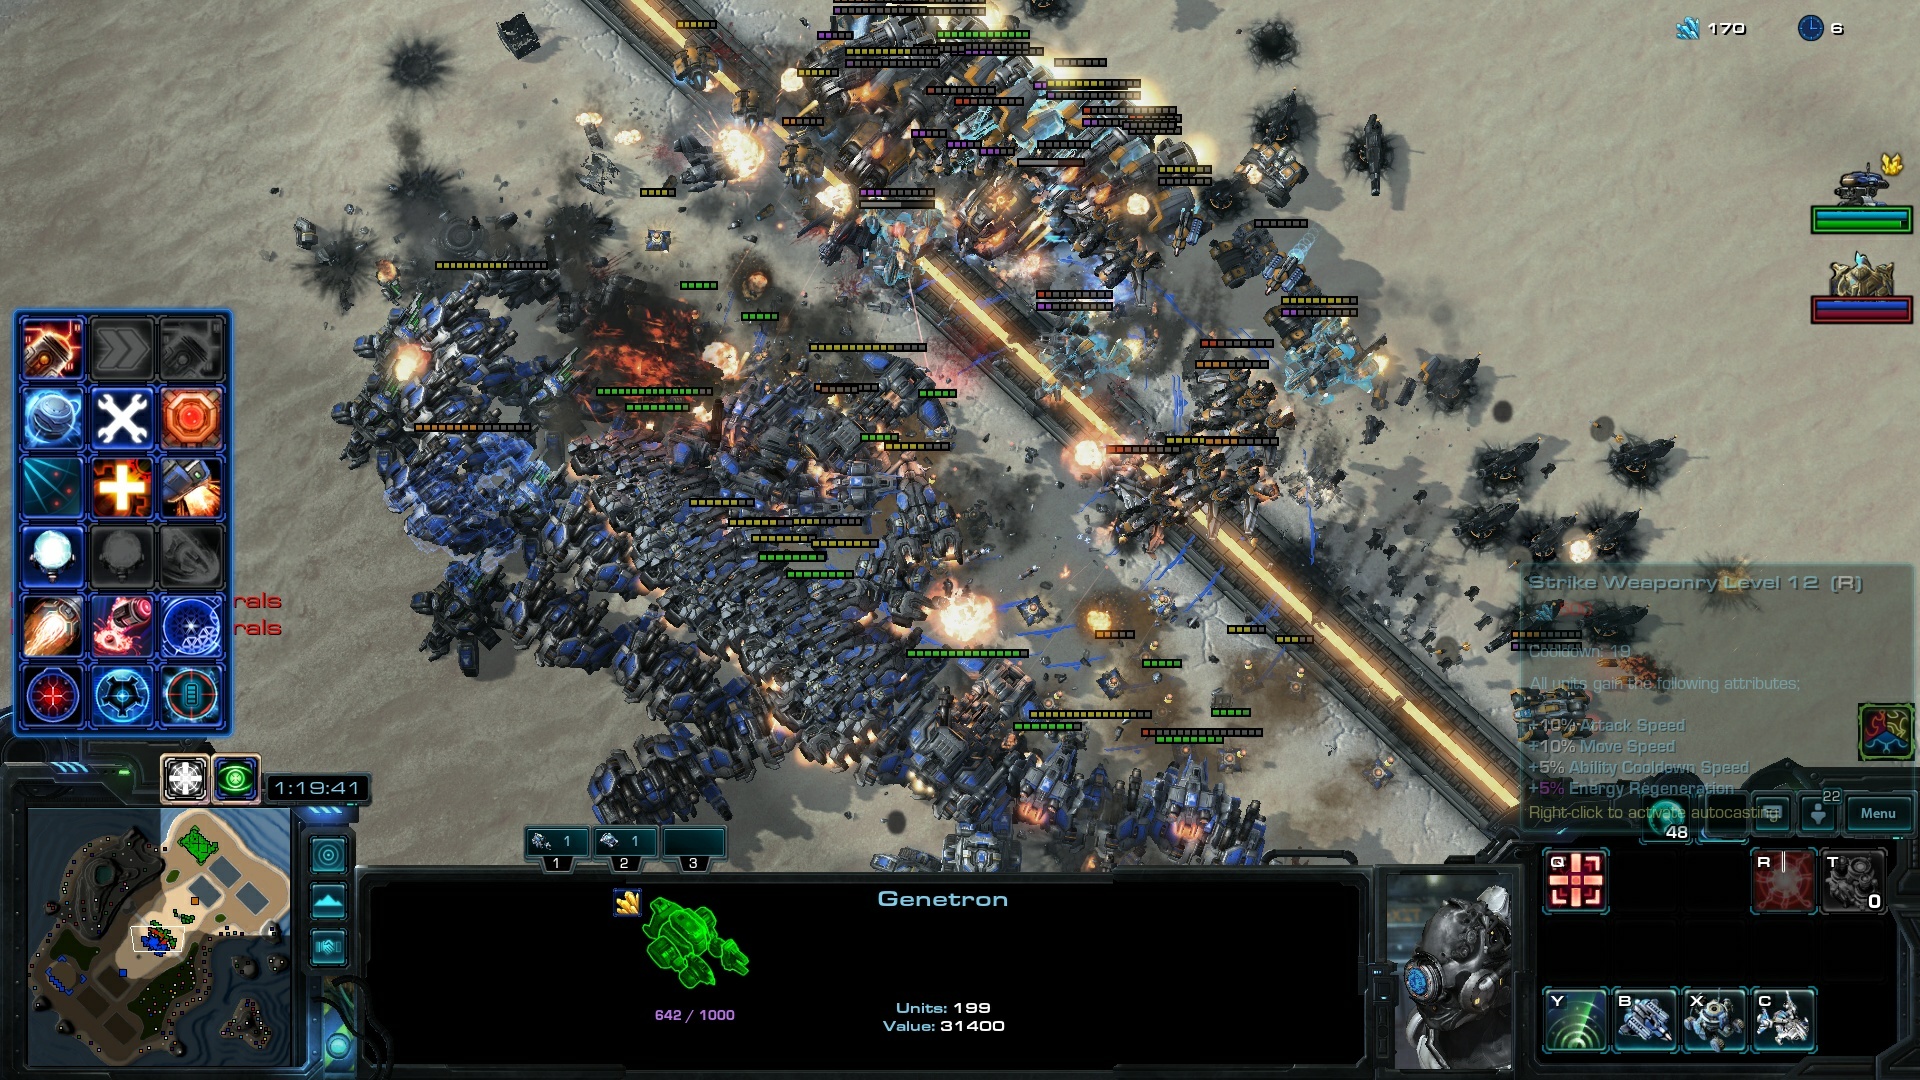 170
6
Strike Weaponry Level 12 (R)
rals
rals
Cooldown: 19
All units gain the following attributes;
+10% Attack Speed
+10% Move Speed
+5% Ability Cooldown Speed
+5% Energy Regeneration
Right-click to activate autocasting.
1:19:41
22
Menu
48
1
1
1
2
3
Genetron
642 / 1000
Units: 199
Value: 31400
Q
R
T
0
Y
B
X
C